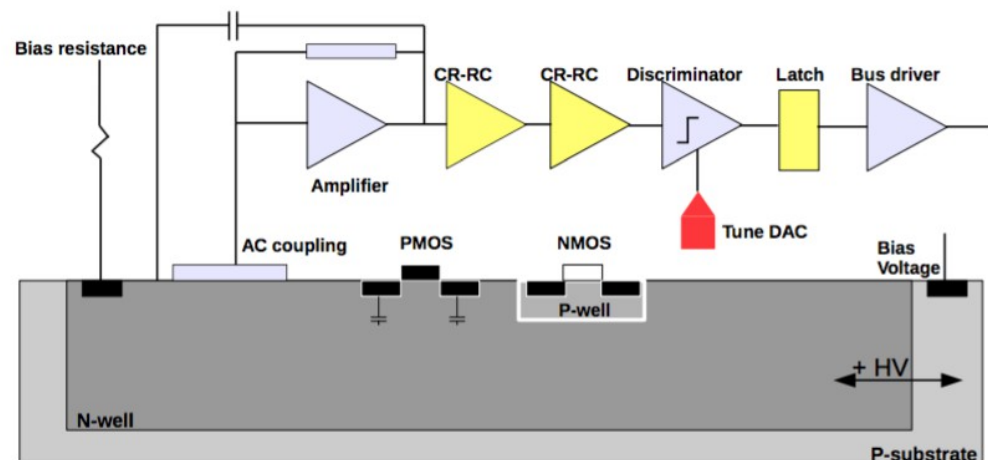 Bias resistance
CR-RC
CR-RC
Discriminator
Latch
Bus driver
Amplifier
Tune DAC
AC coupling
PMOS
NMOS
Bias
Voltage
P-well
+ HV
N-well
P-substrate